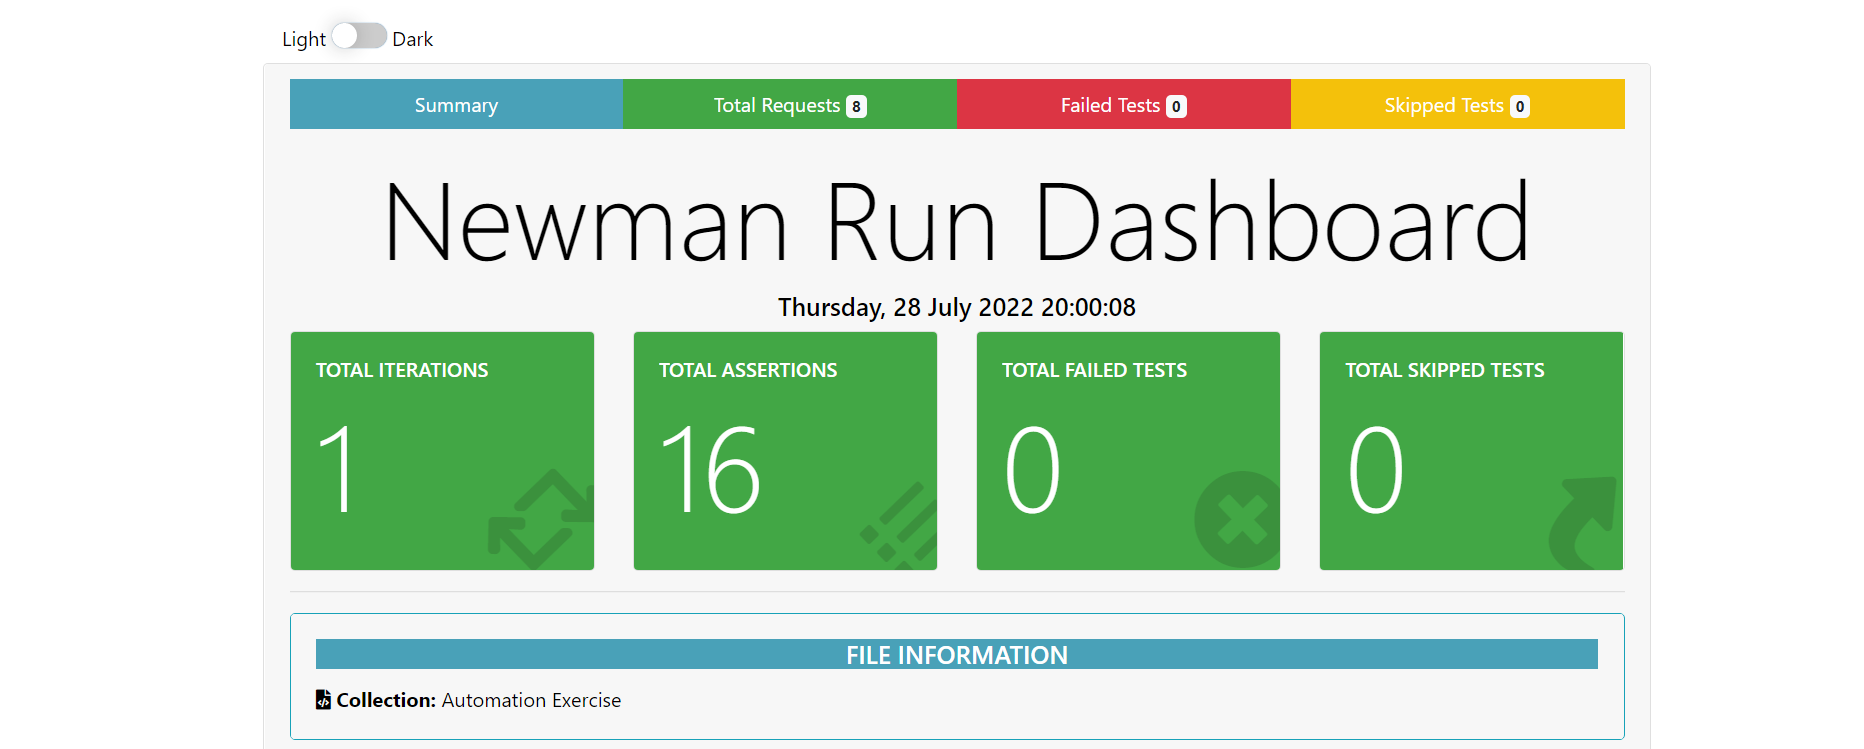 Light Dark
Summary Total Requests 8 Failed Tests 0 Skipped Tests 0
Newman Run Dashboard
Thursday, 28 July 2022 20:00:08
TOTAL ITERATIONS TOTAL ASSERTIONS TOTAL FAILED TESTS TOTAL SKIPPED TESTS
1 16 0 0
FILE INFORMATION
Collection: Automation Exercise